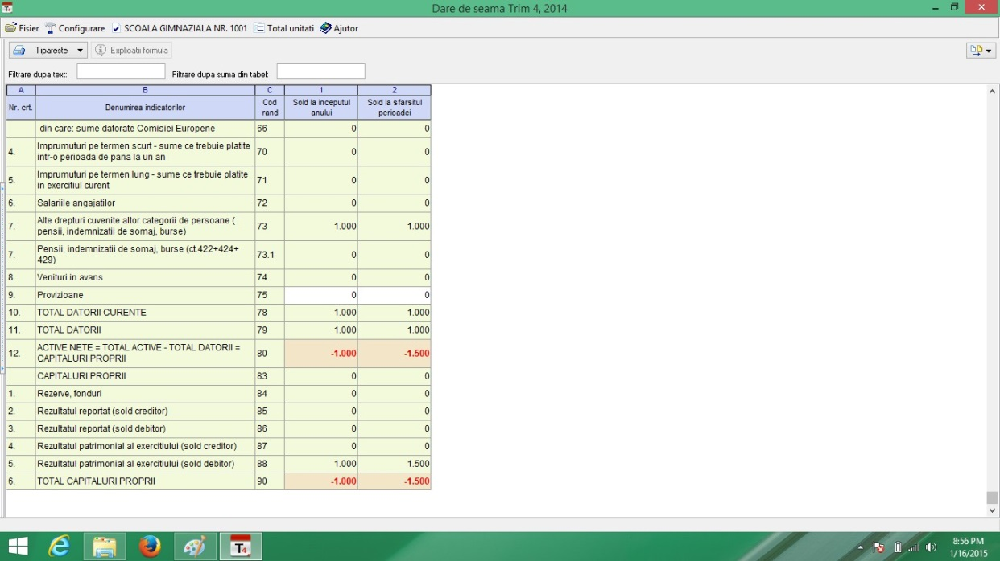 Dare de seama Trim 4, 2014
Fisier Configurare SCOALA GIMNAZIALA NR. 1001 Total unitati Ajutor
Tipareste Explicatii formula
Filtrare dupa text: Filtrare dupa suma din tabel:
A B C 1 2
Nr. crt. Denumirea indicatorilor Cod rand Sold la inceputul anului Sold la sfarsitul perioadei
din care: sume datorate Comisiei Europene 66 0 0
4. Imprumuturi pe termen scurt - sume ce trebuie platite
intr-o perioada de pana la un an 70 0 0
5. Imprumuturi pe termen lung - sume ce trebuie platite
in exercitiul curent 71 0 0
6. Salariile angajatilor 72 0 0
7. Alte drepturi cuvenite altor categorii de persoane (
pensii, indemnizatii de somaj, burse) 73 1.000 1.000
7. Pensii, indemnizatii de somaj, burse (ct.422+424+
429) 73.1 0 0
8. Venituri in avans 74 0 0
9. Provizioane 75 0 0
10. TOTAL DATORII CURENTE 78 1.000 1.000
11. TOTAL DATORII 79 1.000 1.000
12. ACTIVE NETE = TOTAL ACTIVE - TOTAL DATORII =
CAPITALURI PROPRII 80 -1.000 -1.500
CAPITALURI PROPRII 83 0 0
1. Rezerve, fonduri 84 0 0
2. Rezultatul reportat (sold creditor) 85 0 0
3. Rezultatul reportat (sold debitor) 86 0 0
4. Rezultatul patrimonial al exercitiului (sold creditor) 87 0 0
5. Rezultatul patrimonial al exercitiului (sold debitor) 88 1.000 1.500
6. TOTAL CAPITALURI PROPRII 90 -1.000 -1.500
8:56 PM
1/16/2015